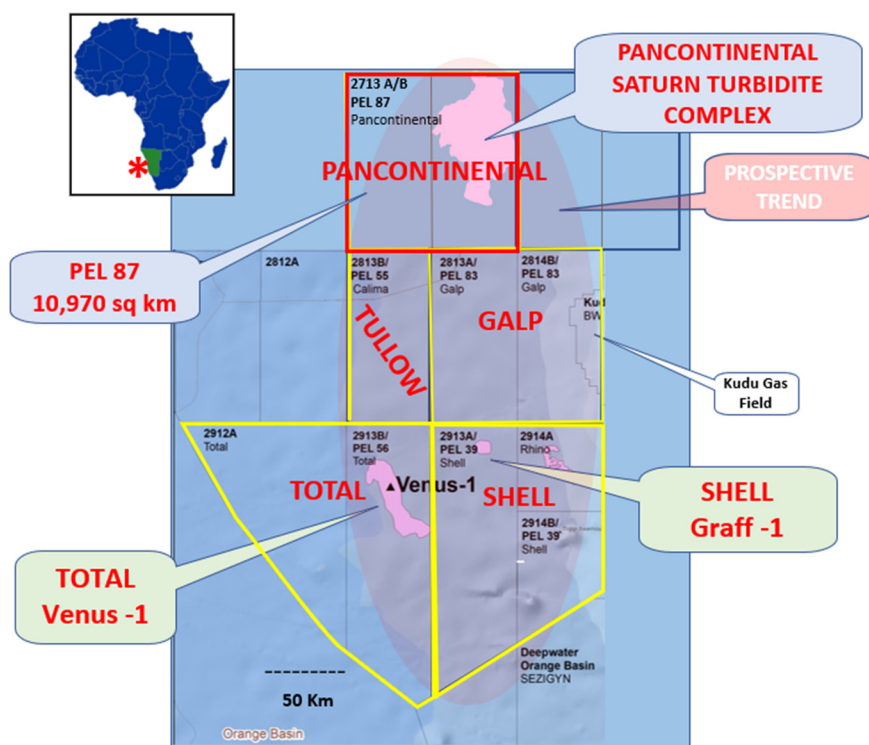 PANCONTINENTAL
SATURN TURBIDITE
COMPLEX
2713 A/B
PEL 87
Pancontinental
PANCONTINENTAL
PROSPECTIVE
TREND
*
PEL 87
10,970 sq km
2812A
2813B/
PEL 55
Calima
2813A/
PEL 83
Galp
2814B/
PEL 83
Galp
Kud
BW
TULLOW
GALP
Kudu Gas
Field
2912A
Total
2913B/
PEL 56
Total
2913A/
PEL 39
Shell
2914A
Rhino
TOTAL
Venus-1
SHELL
SHELL
Graff -1
2914B/
PEL 39
Shell
TOTAL
Venus -1
Deepwater
Orange Basin
SEZIGYN
50 Km
Orange Basin